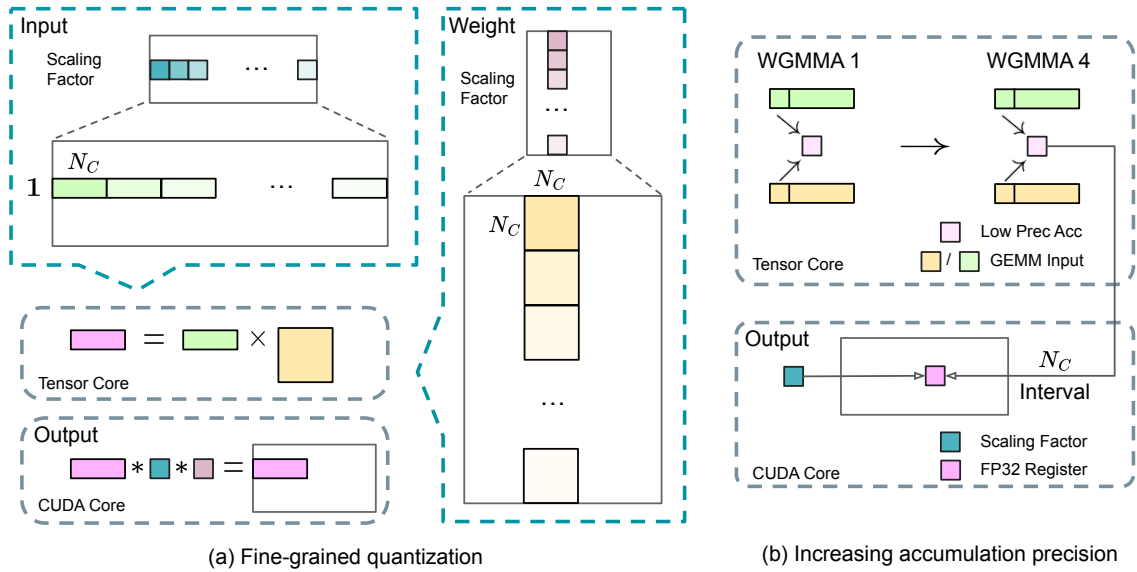 Input
Scaling
Factor
...
N_C
1
...
Weight
Scaling
Factor
...
N_C
N_C
...
= ×
Tensor Core
Output
* * =
CUDA Core
(a) Fine-grained quantization
WGMMA 1
WGMMA 4
Low Prec Acc
/ GEMM Input
Tensor Core
Output
N_C
Interval
Scaling Factor
FP32 Register
CUDA Core
(b) Increasing accumulation precision